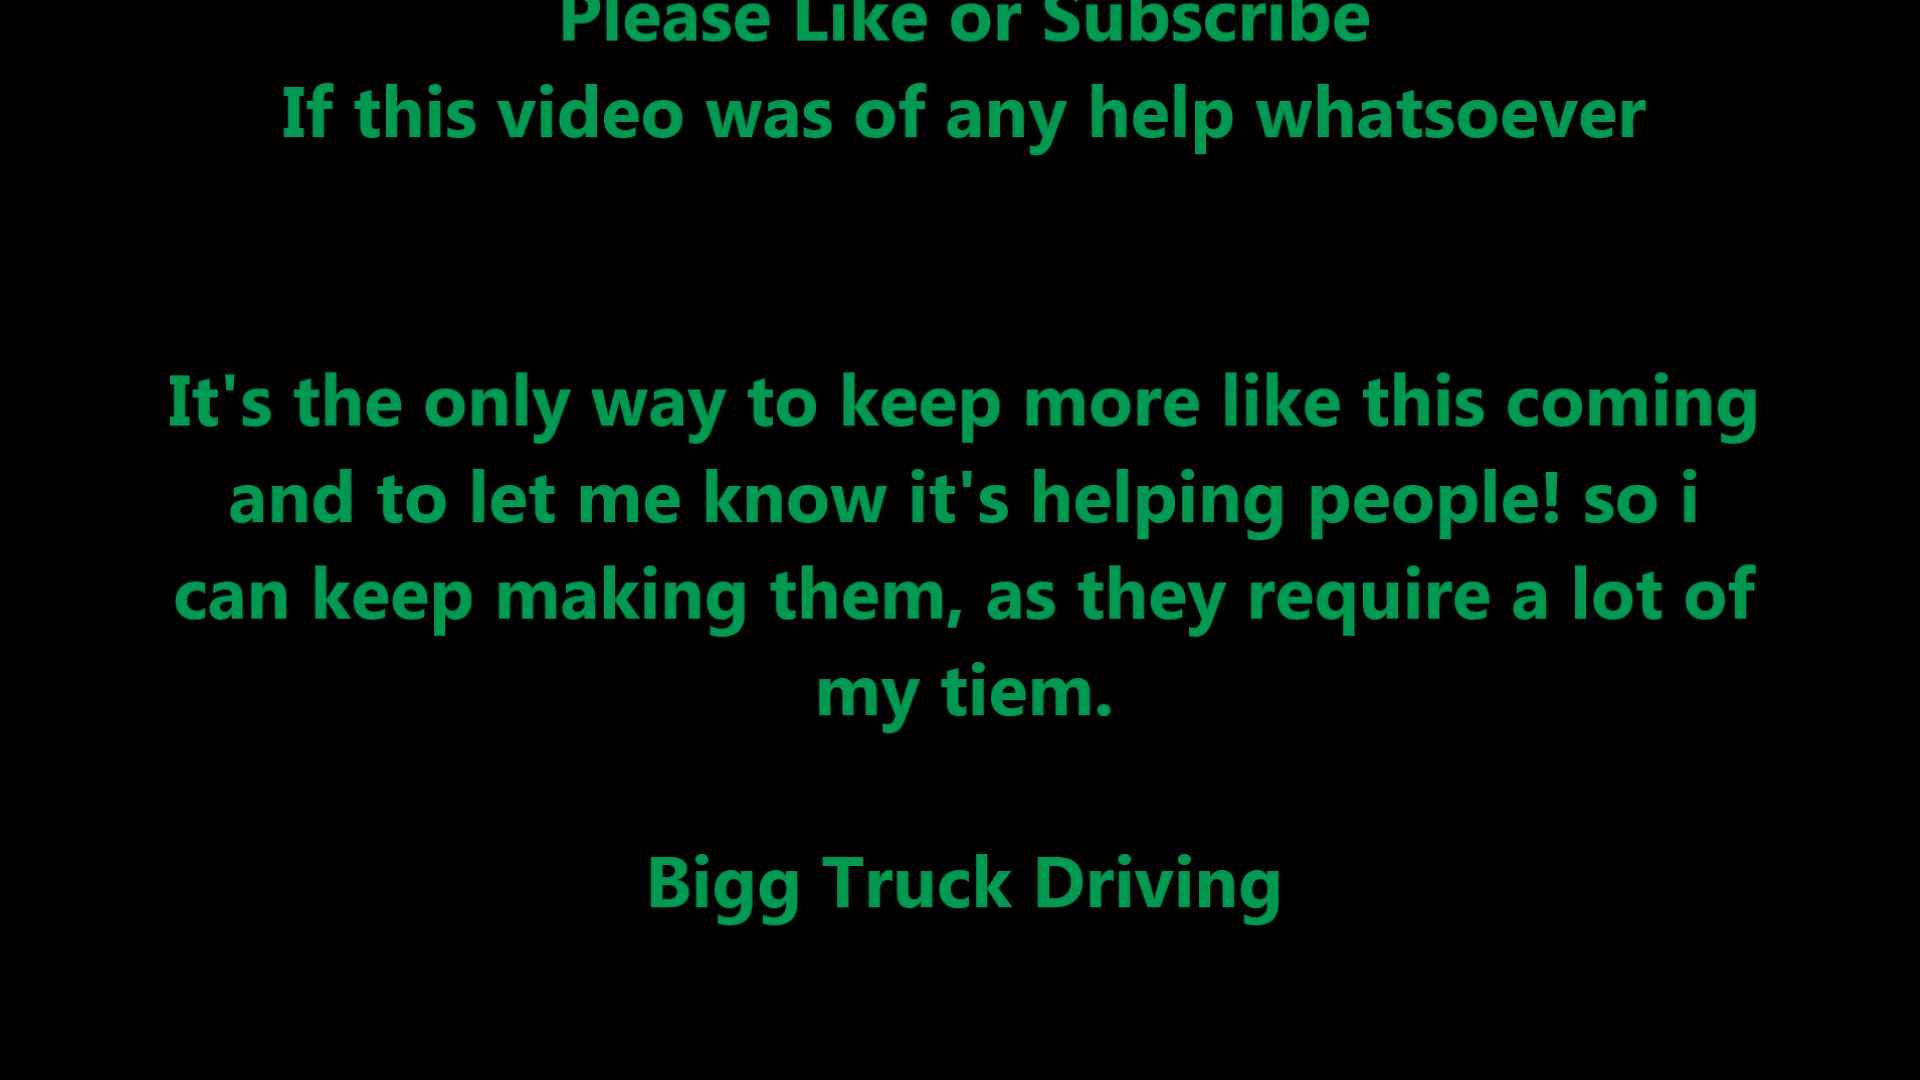 Please Like or Subscribe
If this video was of any help whatsoever
It's the only way to keep more like this coming
and to let me know it's helping people! so i
can keep making them, as they require a lot of
my tiem.
Bigg Truck Driving